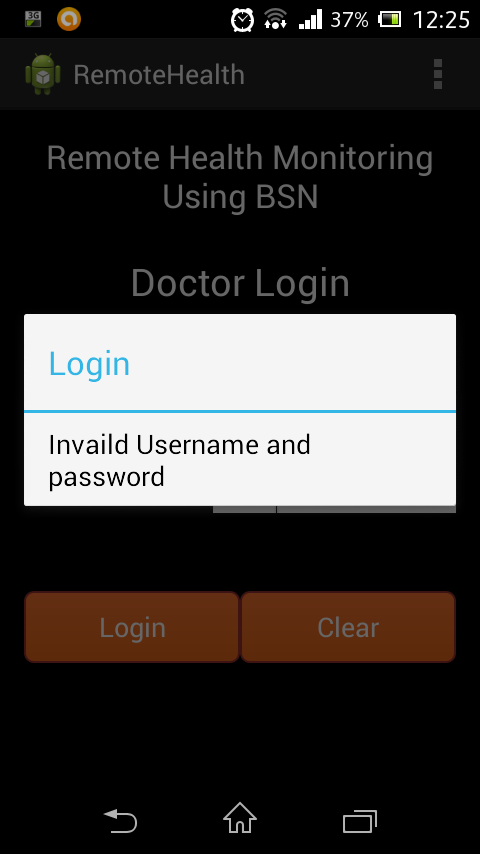 3G 37% 12:25
RemoteHealth
Remote Health Monitoring
Using BSN
Doctor Login
Login
Invaild Username and
password
Login Clear